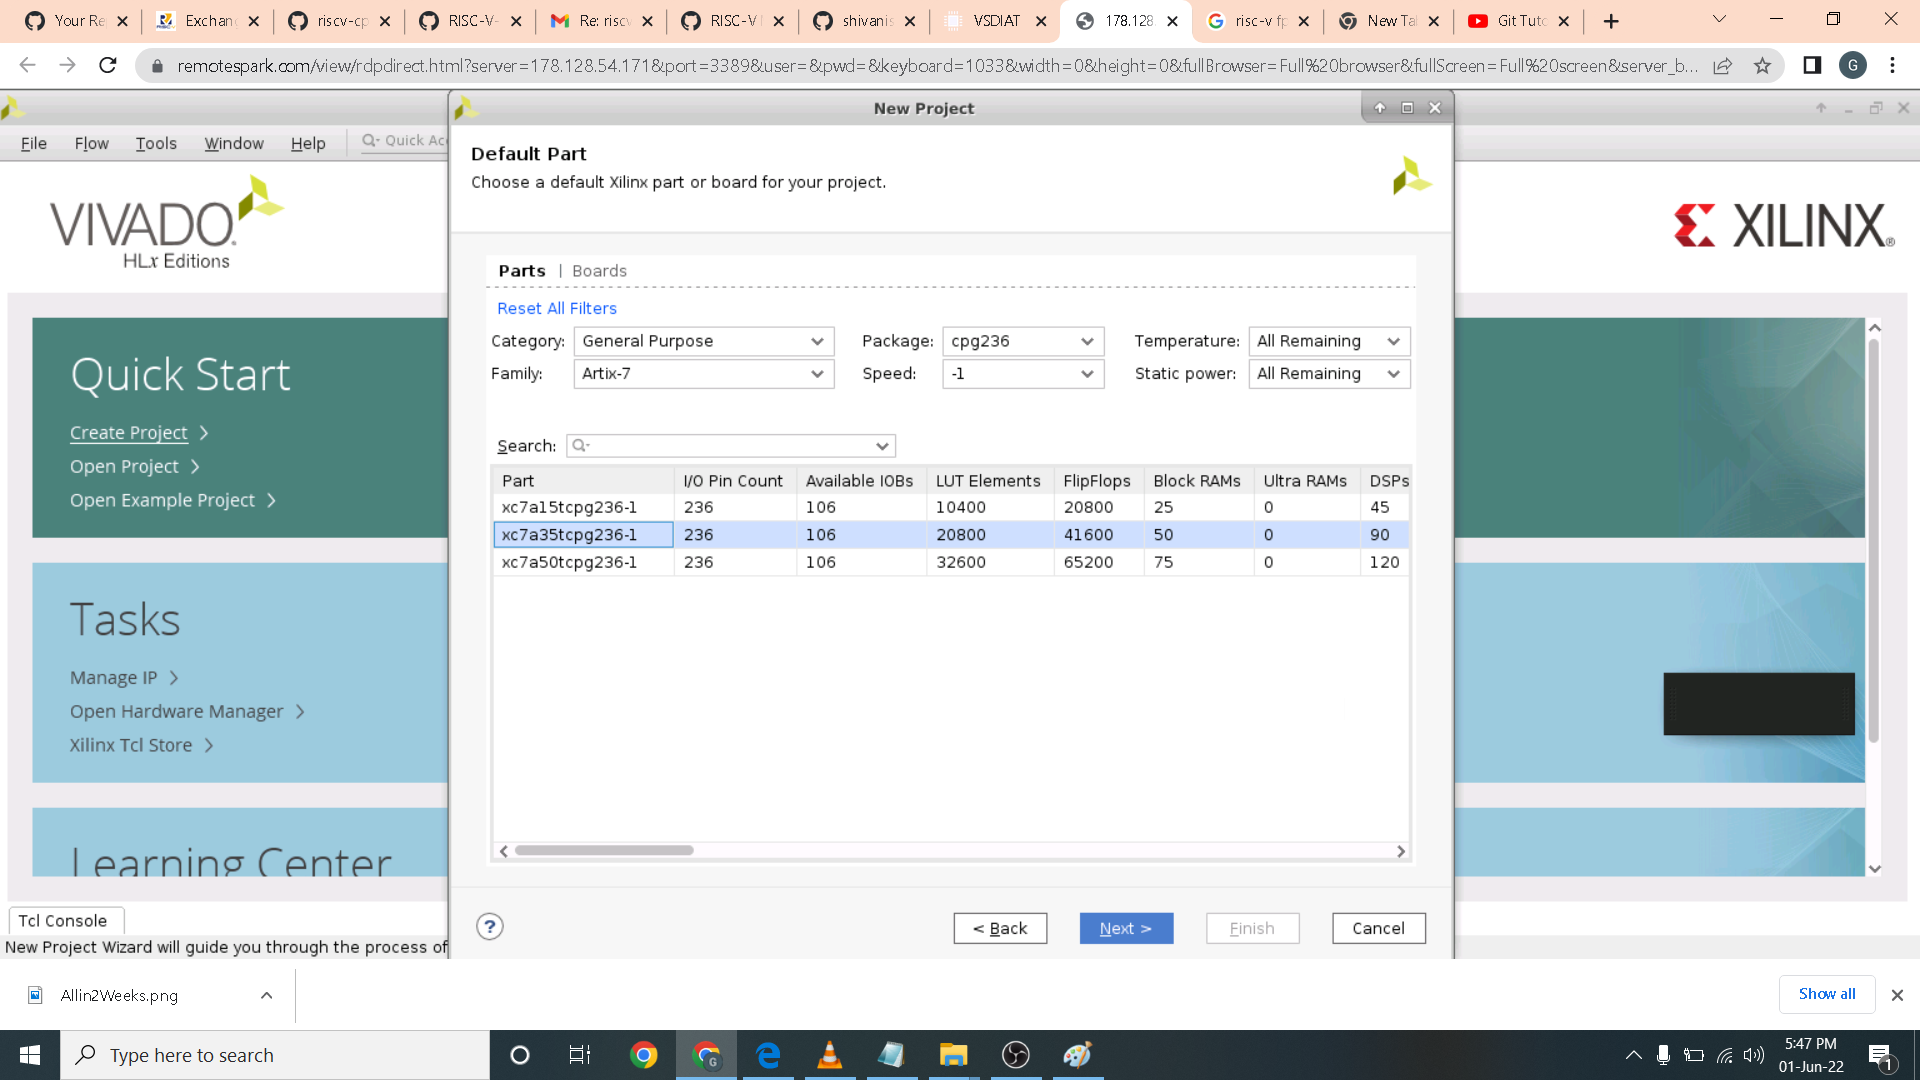 Your Re
Exchan
riscv-cp
RISC-V-
Re: riscv
RISC-V
shivanis
VSDIAT
178.128.
risc-v fp
New Ta
Git Tuto
remotespark.com/view/rdpdirect.html?server=178.128.54.171&port=3389&user=&pwd=&keyboard=1033&width=0&height=0&fullBrowser=Full%20browser&fullScreen=Full%20screen&server_b...
G
New Project
File Flow Tools Window Help Quick Acc
Default Part
Choose a default Xilinx part or board for your project.
VIVADO
HLx Editions
XILINX
Parts | Boards
Reset All Filters
Category: General Purpose Package: cpg236 Temperature: All Remaining
Family: Artix-7 Speed: -1 Static power: All Remaining
Search:
Part I/O Pin Count Available IOBs LUT Elements FlipFlops Block RAMs Ultra RAMs DSPs
xc7a15tcpg236-1 236 106 10400 20800 25 0 45
xc7a35tcpg236-1 236 106 20800 41600 50 0 90
xc7a50tcpg236-1 236 106 32600 65200 75 0 120
Quick Start
Create Project >
Open Project >
Open Example Project >
Tasks
Manage IP >
Open Hardware Manager >
Xilinx Tcl Store >
Learning Center
Tcl Console
New Project Wizard will guide you through the process of
? < Back Next > Finish Cancel
Allin2Weeks.png
Show all
Type here to search
G
5:47 PM
01-Jun-22
1